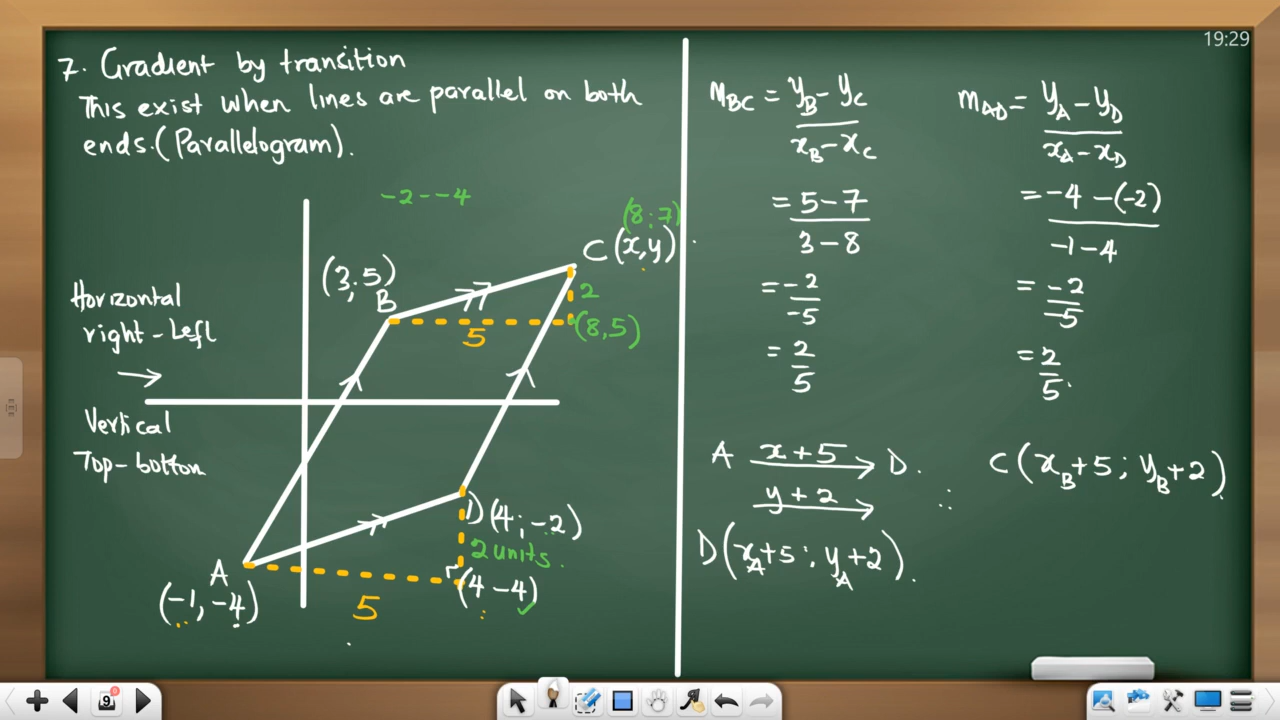 19:29
7. Gradient by transition
This exist when lines are parallel on both
ends.(Parallelogram).
-2--4
(8;7)
C (x,y)
(3;5)
B
2
(8,5)
5
Horizontal
right-Left
Vertical
Top-bottom
D(4;-2)
2 units.
A
(-1,-4)
(4 -4)
5
M_BC = y_B - y_C
x_B - x_C
= 5-7
3-8
= -2
-5
= 2
5
m_AD = y_A - y_D
x_A - x_D
= -4-(-2)
-1-4
= -2
-5
= 2
5.
A x+5 → D.
y+2 →
D(x_A+5; y_A+2).
∴ C(x_B+5; y_B+2).
9